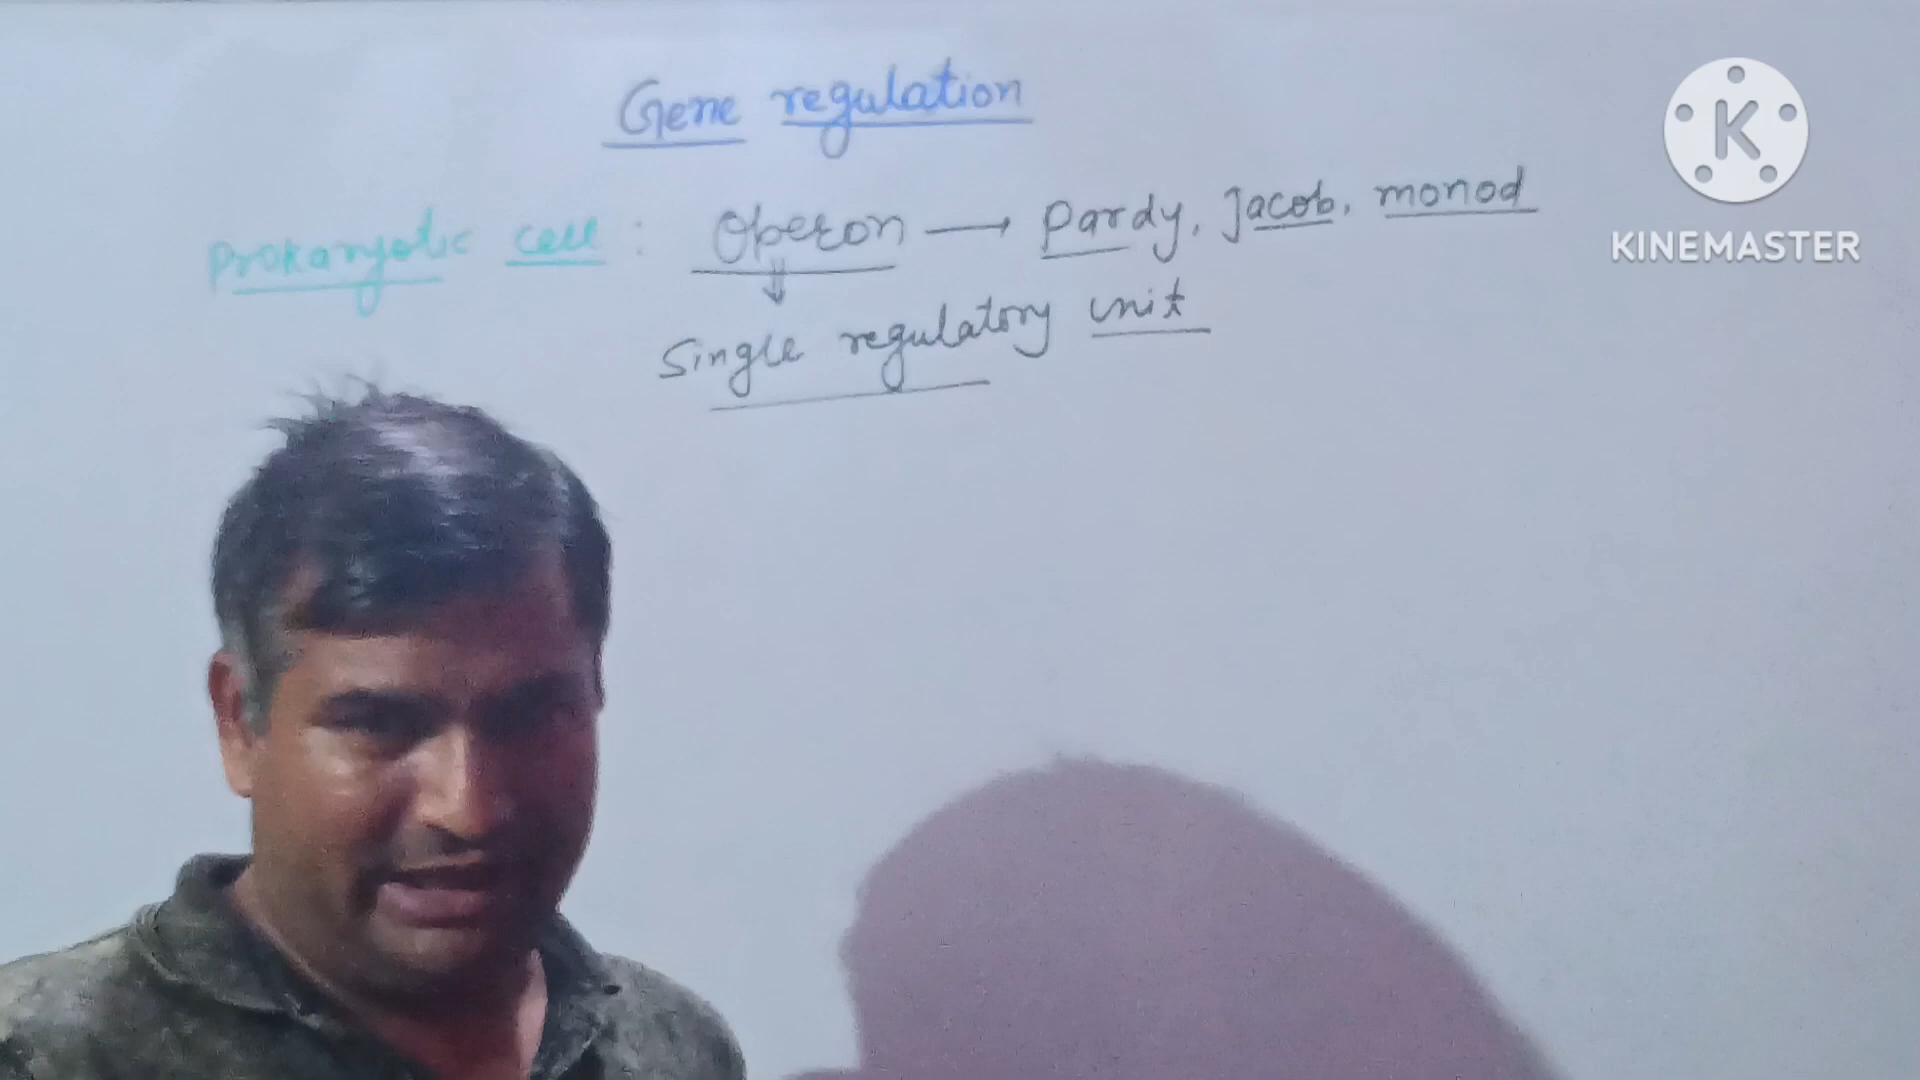 Gene regulation
Prokaryotic cell : Operon → Pardy, Jacob, monod
Single regulatory unit
K
KINEMASTER